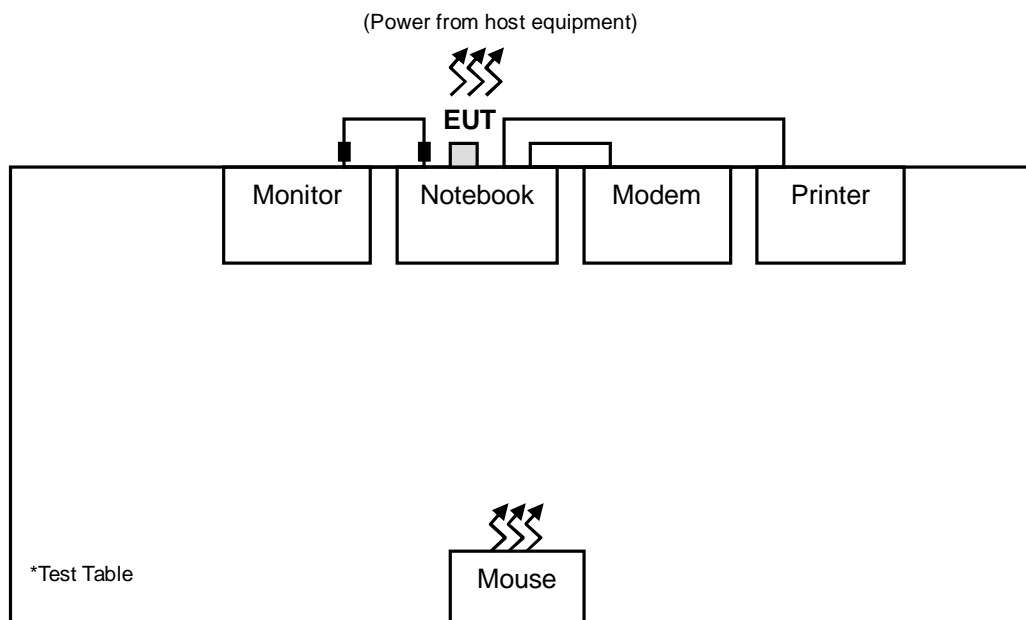 (Power from host equipment)
EUT
Monitor
Notebook
Modem
Printer
*Test Table
Mouse